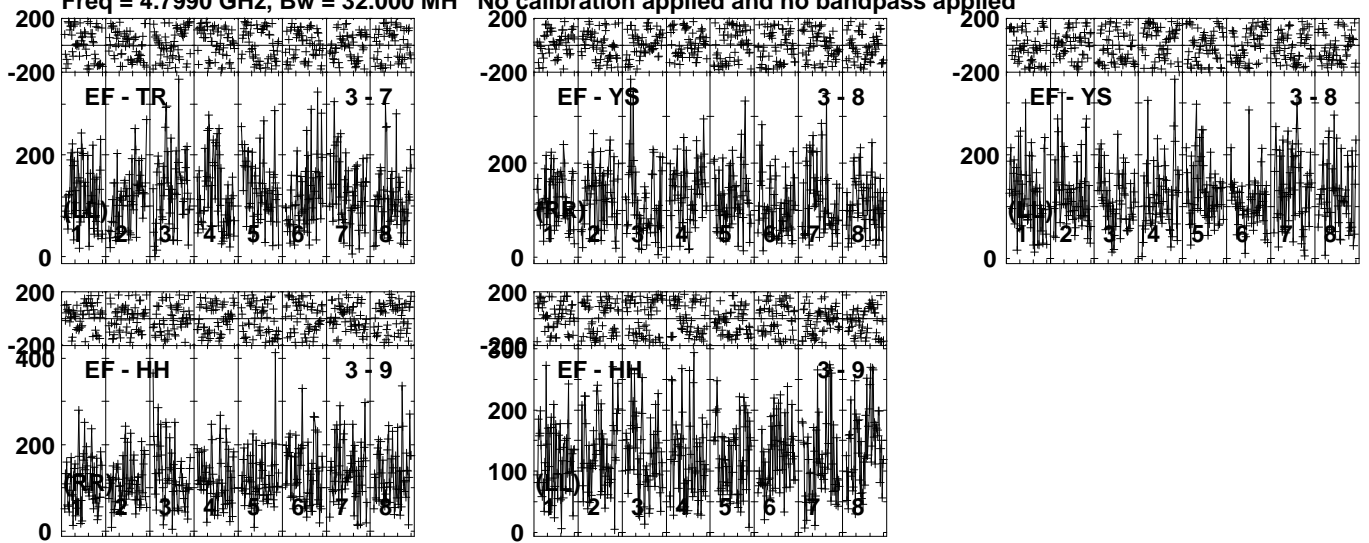 Freq = 4.7990 GHz, Bw = 32.000 MH No calibration applied and no bandpass applied
200 200 200
-200 -200 -200
EF - TR 3 - 7 EF - YS 3 - 8 EF - YS 3 - 8
200 200 200
(LL) (RR) (LL)
1 2 3 4 5 6 7 8 1 2 3 4 5 6 7 8 1 2 3 4 5 6 7 8
0 0 0
200 200
-200 -200
400 300
EF - HH 3 - 9 EF - HH 3 - 9
200 200
100
(RR) (LL)
1 2 3 4 5 6 7 8 1 2 3 4 5 6 7 8
0 0